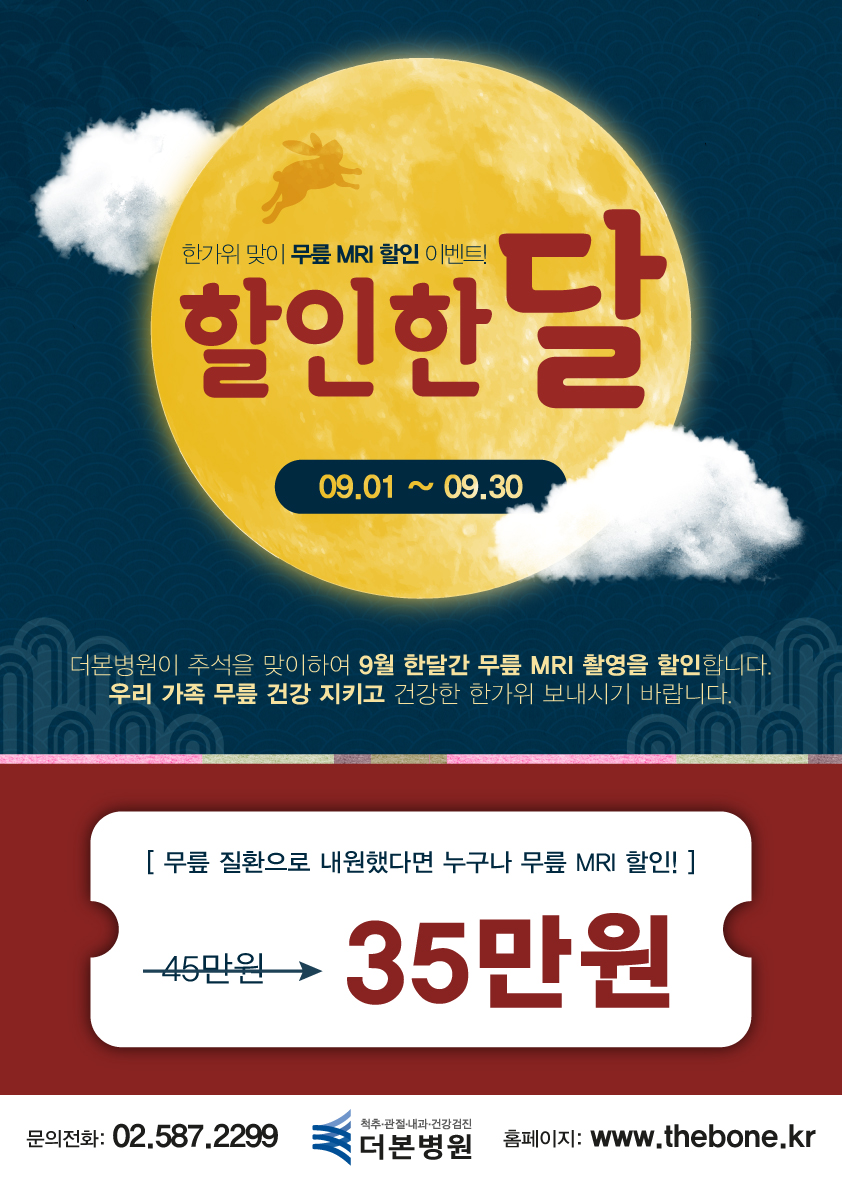 한가위 맞이 무릎 MRI 할인 이벤트!
할인한달
09.01 ~ 09.30
더본병원이 추석을 맞이하여 9월 한달간 무릎 MRI 촬영을 할인합니다.
우리 가족 무릎 건강 지키고 건강한 한가위 보내시기 바랍니다.
[ 무릎 질환으로 내원했다면 누구나 무릎 MRI 할인! ]
45만원 35만원
문의전화: 02.587.2299
척추·관절·내과·건강검진
더본병원
홈페이지: www.thebone.kr